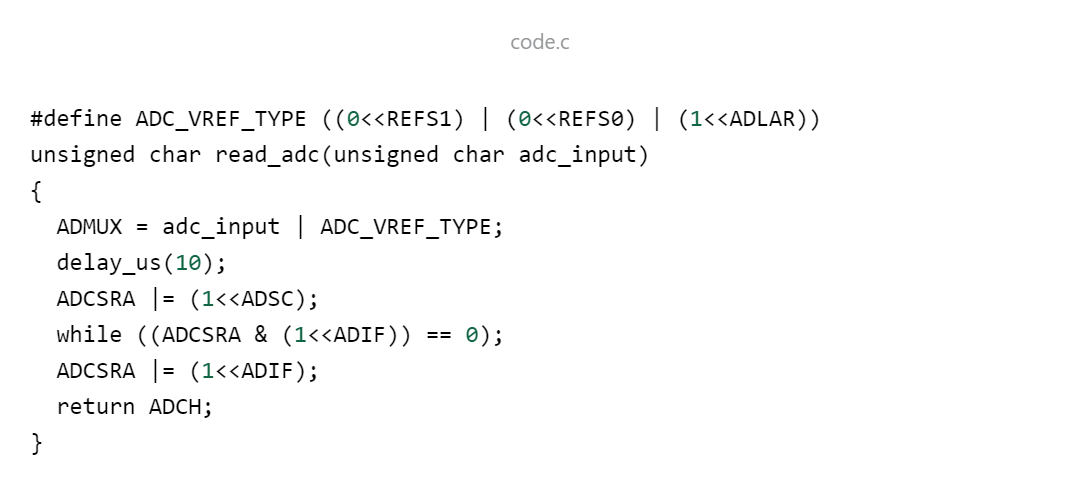 code.c
#define ADC_VREF_TYPE ((0<<REFS1) | (0<<REFS0) | (1<<ADLAR))
unsigned char read_adc(unsigned char adc_input)
{
  ADMUX = adc_input | ADC_VREF_TYPE;
  delay_us(10);
  ADCSRA |= (1<<ADSC);
  while ((ADCSRA & (1<<ADIF)) == 0);
  ADCSRA |= (1<<ADIF);
  return ADCH;
}